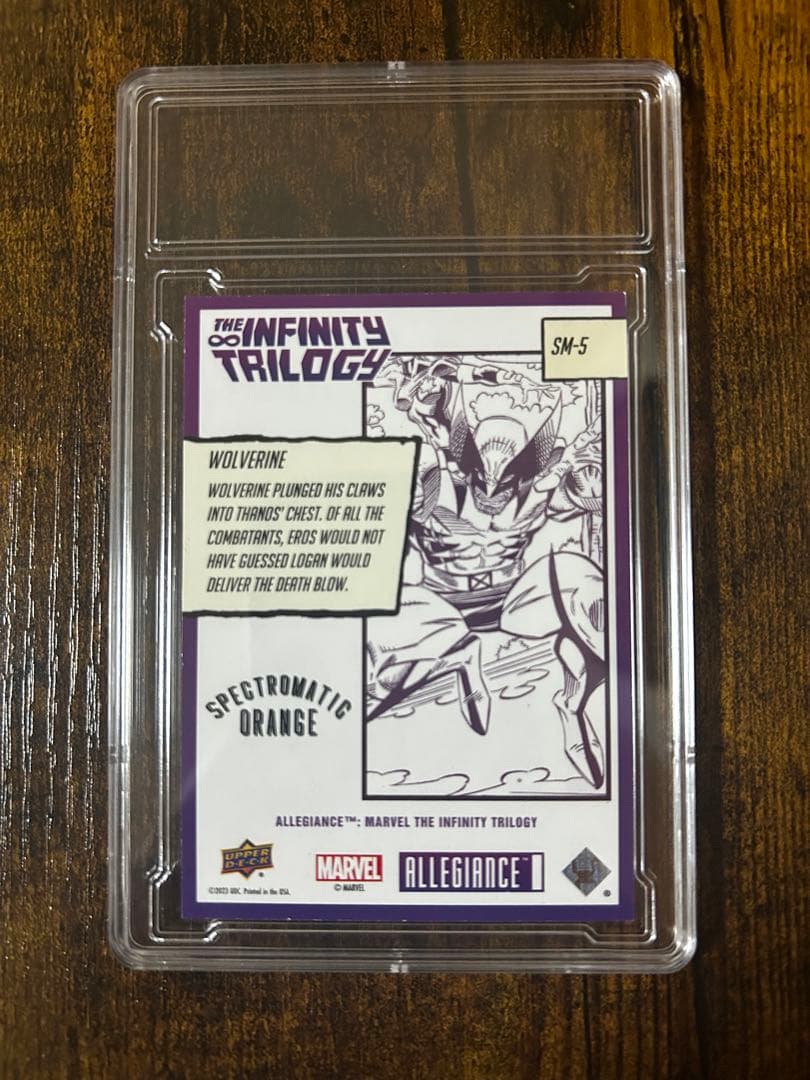 THE INFINITY
TRILOGY
SM-5
WOLVERINE
WOLVERINE PLUNGED HIS CLAWS
INTO THANOS' CHEST. OF ALL THE
COMBATANTS, EROS WOULD NOT
HAVE GUESSED LOGAN WOULD
DELIVER THE DEATH BLOW.
SPECTROMATIC
ORANGE
ALLEGIANCE™: MARVEL THE INFINITY TRILOGY
UPPER
D·E·C·K
®
MARVEL
© MARVEL
ALLEGIANCE™
®
©2023 UDC. Printed in the USA.